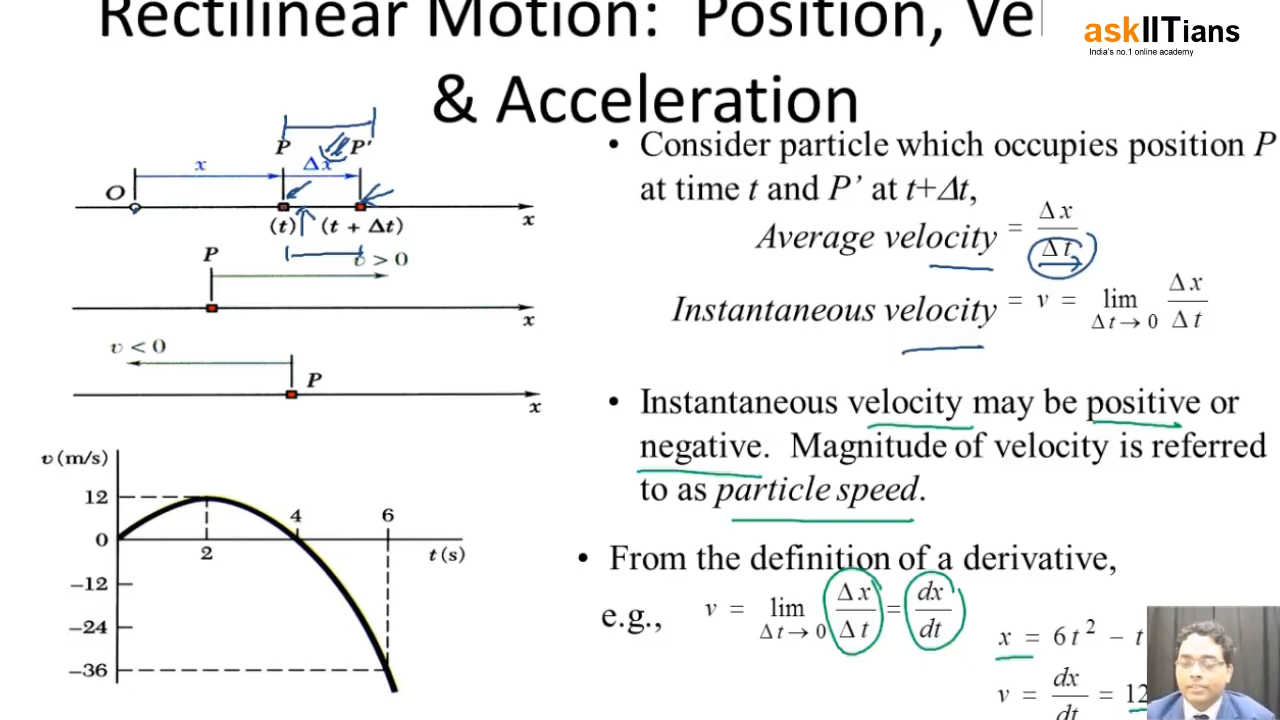 Rectilinear Motion: Position, Ve
& Acceleration
askIITians
India's no.1 online academy
P P'
x Δx
O
(t) (t + Δt) x
P v > 0
x
v < 0
P
x
v (m/s)
12
0
-12
-24
-36
2
4
6
t (s)
• Consider particle which occupies position P
at time t and P' at t+Δt,
Average velocity = Δx / Δt
Instantaneous velocity = v = lim Δt→0 Δx / Δt
• Instantaneous velocity may be positive or
negative. Magnitude of velocity is referred
to as particle speed.
• From the definition of a derivative,
e.g., v = lim Δt→0 Δx / Δt = dx / dt
x = 6t² − t
v = dx / dt = 12